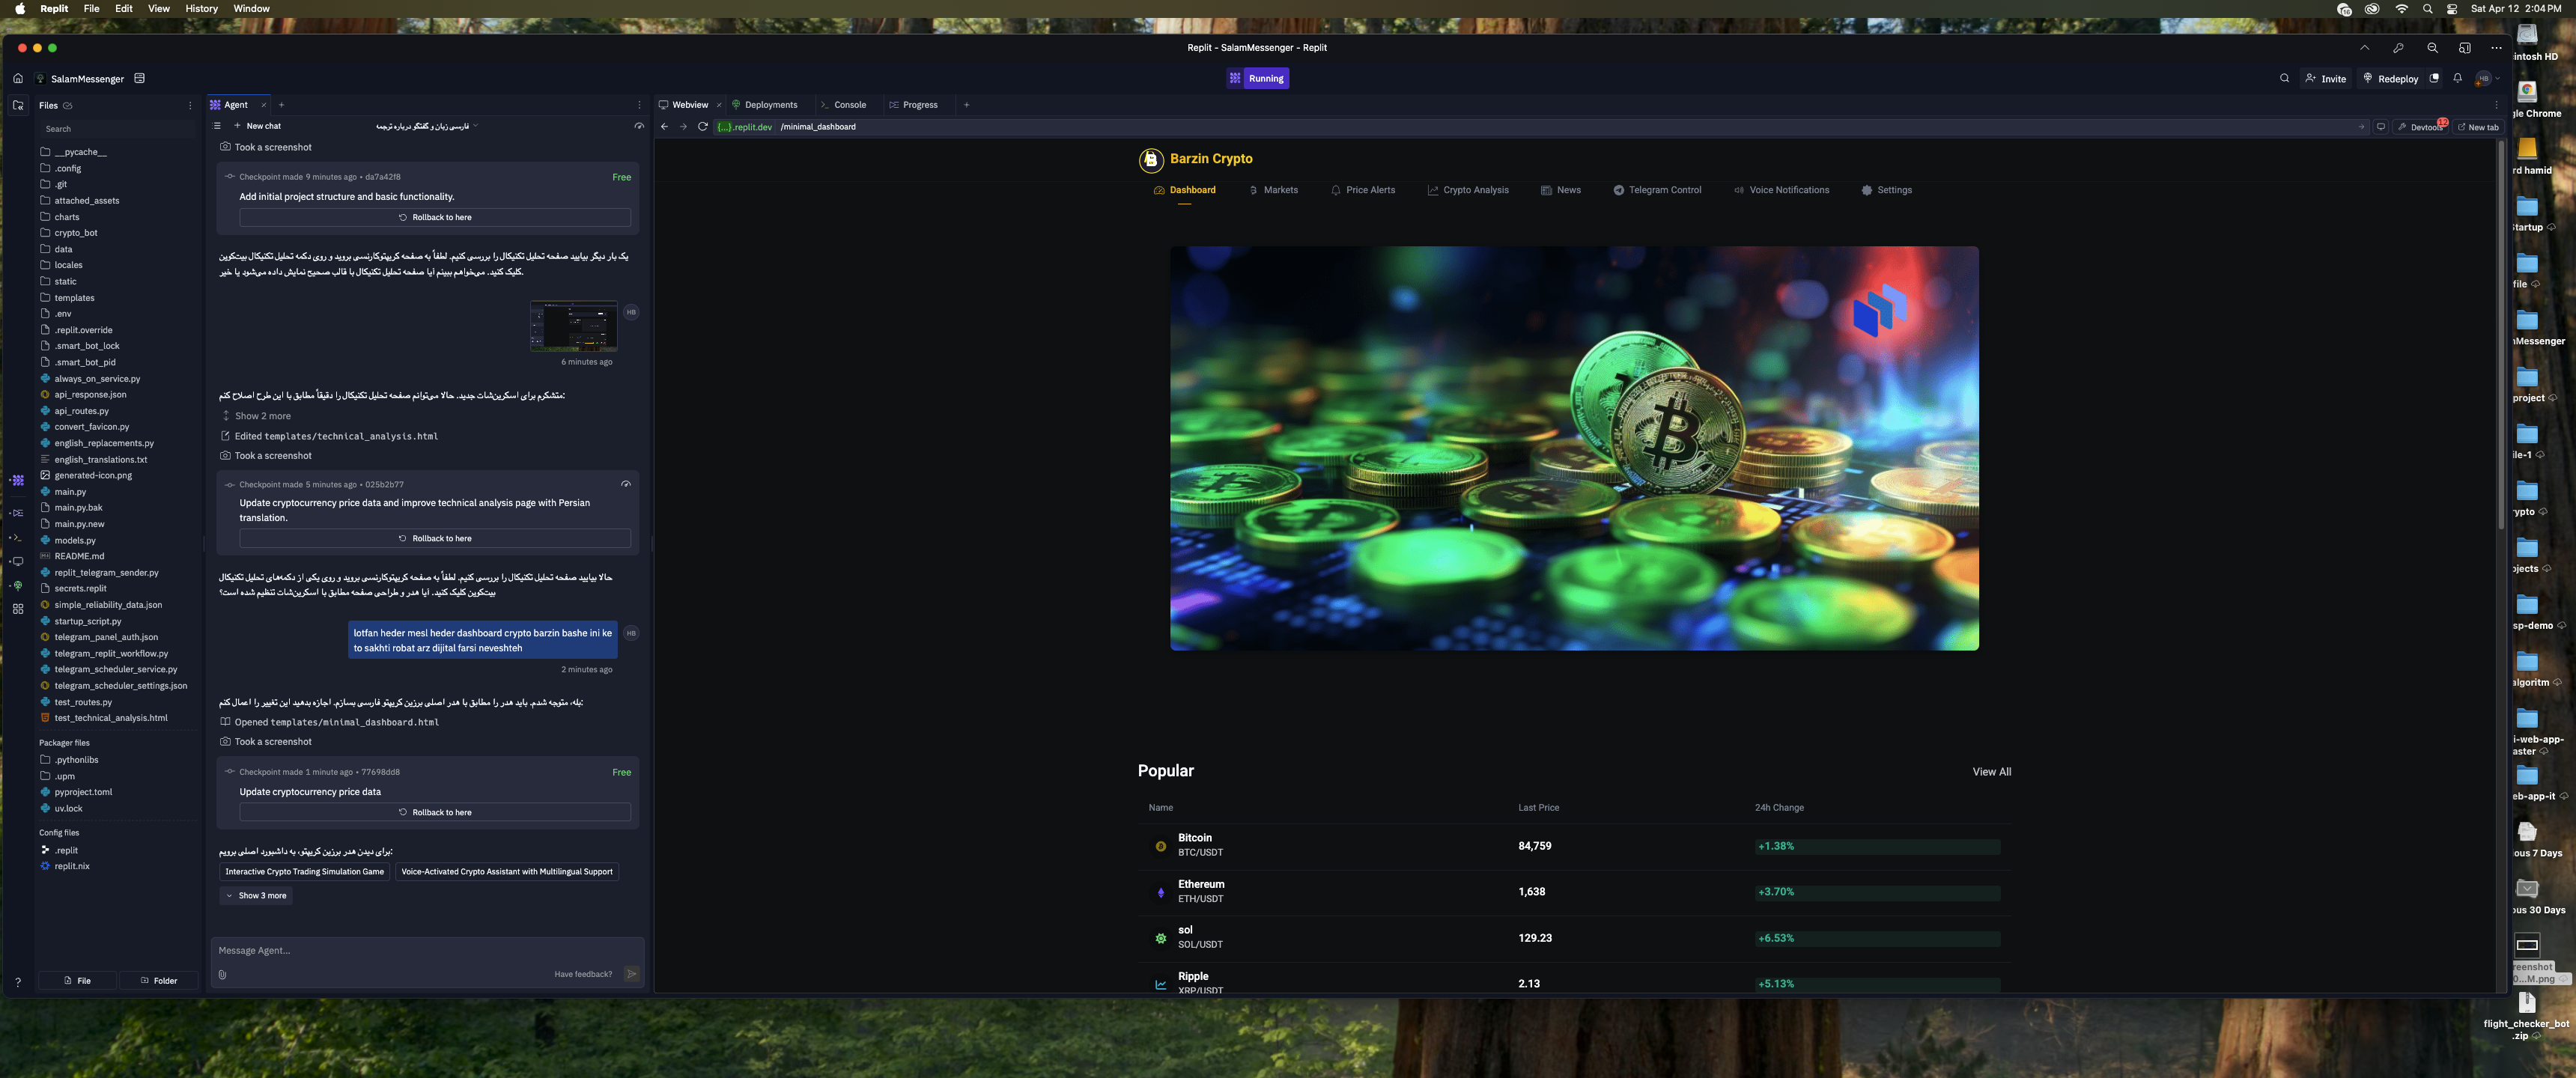 Replit File Edit View History Window
Sat Apr 12 2:04 PM
Replit - SalamMessenger - Replit
SalamMessenger
Running
Invite
Redeploy
HB
Files
Search
__pycache__
.config
.git
attached_assets
charts
crypto_bot
data
locales
static
templates
.env
.replit.override
.smart_bot_lock
.smart_bot_pid
always_on_service.py
api_response.json
api_routes.py
convert_favicon.py
english_replacements.py
english_translations.txt
generated-icon.png
main.py
main.py.bak
main.py.new
models.py
README.md
replit_telegram_sender.py
secrets.replit
simple_reliability_data.json
startup_script.py
telegram_panel_auth.json
telegram_replit_workflow.py
telegram_scheduler_service.py
telegram_scheduler_settings.json
test_routes.py
test_technical_analysis.html
Packager files
.pythonlibs
.upm
pyproject.toml
uv.lock
Config files
.replit
replit.nix
File
Folder
Agent
New chat
فارسی زبان و گفتگو درباره ترجمه
Took a screenshot
Checkpoint made 9 minutes ago • da7a42f8
Free
Add initial project structure and basic functionality.
Rollback to here
یک بار دیگر بیایید صفحه تحلیل تکنیکال را بررسی کنیم. لطفاً به صفحه کریپتوکارنسی بروید و روی دکمه تحلیل تکنیکال بیت‌کوین
کلیک کنید. می‌خواهم ببینم آیا صفحه تحلیل تکنیکال با قالب صحیح نمایش داده می‌شود یا خیر.
HB
6 minutes ago
متشکرم برای اسکرین‌شات جدید. حالا می‌توانم صفحه تحلیل تکنیکال را دقیقاً مطابق با این طرح اصلاح کنم:
Show 2 more
Edited templates/technical_analysis.html
Took a screenshot
Checkpoint made 5 minutes ago • 025b2b77
Update cryptocurrency price data and improve technical analysis page with Persian
translation.
Rollback to here
حالا بیایید صفحه تحلیل تکنیکال را بررسی کنیم. لطفاً به صفحه کریپتوکارنسی بروید و روی یکی از دکمه‌های تحلیل تکنیکال
بیت‌کوین کلیک کنید. آیا هدر و طراحی صفحه مطابق با اسکرین‌شات تنظیم شده است؟
lotfan heder mesl heder dashboard crypto barzin bashe ini ke
to sakhti robat arz dijital farsi neveshteh
HB
2 minutes ago
بله، متوجه شدم. باید هدر را مطابق با هدر اصلی برزین کریپتو فارسی بسازم. اجازه بدهید این تغییر را اعمال کنم:
Opened templates/minimal_dashboard.html
Took a screenshot
Checkpoint made 1 minute ago • 77698dd8
Free
Update cryptocurrency price data
Rollback to here
برای دیدن هدر برزین کریپتو، به داشبورد اصلی برویم:
Interactive Crypto Trading Simulation Game
Voice-Activated Crypto Assistant with Multilingual Support
Show 3 more
Message Agent...
Have feedback?
Webview
Deployments
Console
Progress
{...}.replit.dev /minimal_dashboard
Devtools
12
New tab
Barzin Crypto
Dashboard
Markets
Price Alerts
Crypto Analysis
News
Telegram Control
Voice Notifications
Settings
Popular
View All
Name
Last Price
24h Change
Bitcoin
BTC/USDT
84,759
+1.38%
Ethereum
ETH/USDT
1,638
+3.70%
sol
SOL/USDT
129.23
+6.53%
Ripple
XRP/USDT
2.13
+5.13%
intosh HD
gle Chrome
rd hamid
Startup
file
nMessenger
project
ile-1
rypto
ojects
sp-demo
algoritm
i-web-app-
aster
eb-app-it
ous 7 Days
ous 30 Days
reenshot
0...M.png
flight_checker_bot
.zip